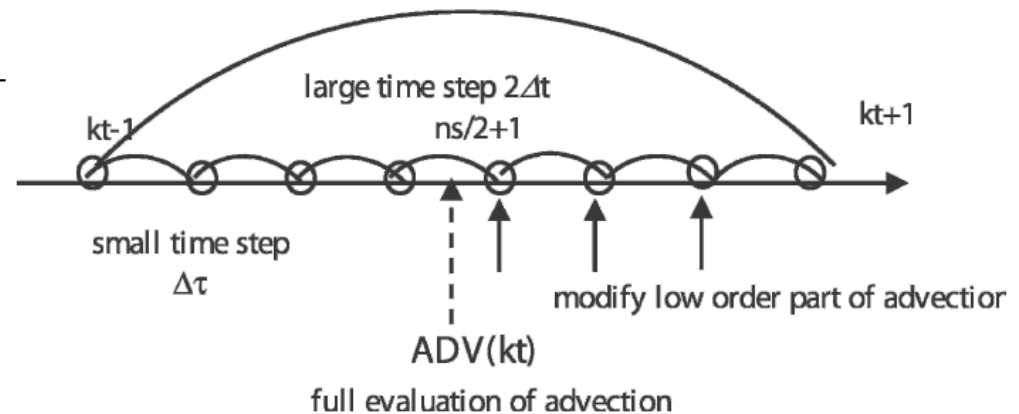 large time step 2Δt
kt-1
ns/2+1
kt+1
small time step
Δτ
modify low order part of advection
ADV(kt)
full evaluation of advection